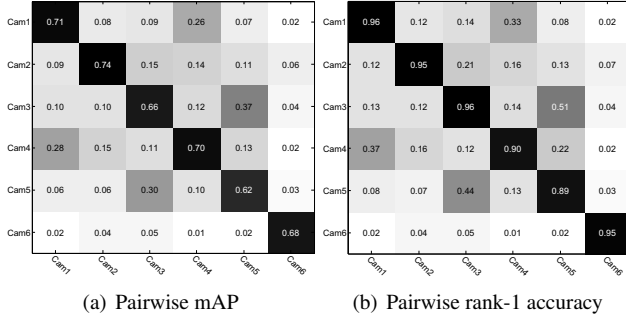 Cam1 0.71 0.08 0.09 0.26 0.07 0.02
Cam2 0.09 0.74 0.15 0.14 0.11 0.06
Cam3 0.10 0.10 0.66 0.12 0.37 0.04
Cam4 0.28 0.15 0.11 0.70 0.13 0.02
Cam5 0.06 0.06 0.30 0.10 0.62 0.03
Cam6 0.02 0.04 0.05 0.01 0.02 0.68
Cam1 Cam2 Cam3 Cam4 Cam5 Cam6
(a) Pairwise mAP
Cam1 0.96 0.12 0.14 0.33 0.08 0.02
Cam2 0.12 0.95 0.21 0.16 0.13 0.07
Cam3 0.13 0.12 0.96 0.14 0.51 0.04
Cam4 0.37 0.16 0.12 0.90 0.22 0.02
Cam5 0.08 0.07 0.44 0.13 0.89 0.03
Cam6 0.02 0.04 0.05 0.01 0.02 0.95
Cam1 Cam2 Cam3 Cam4 Cam5 Cam6
(b) Pairwise rank-1 accuracy